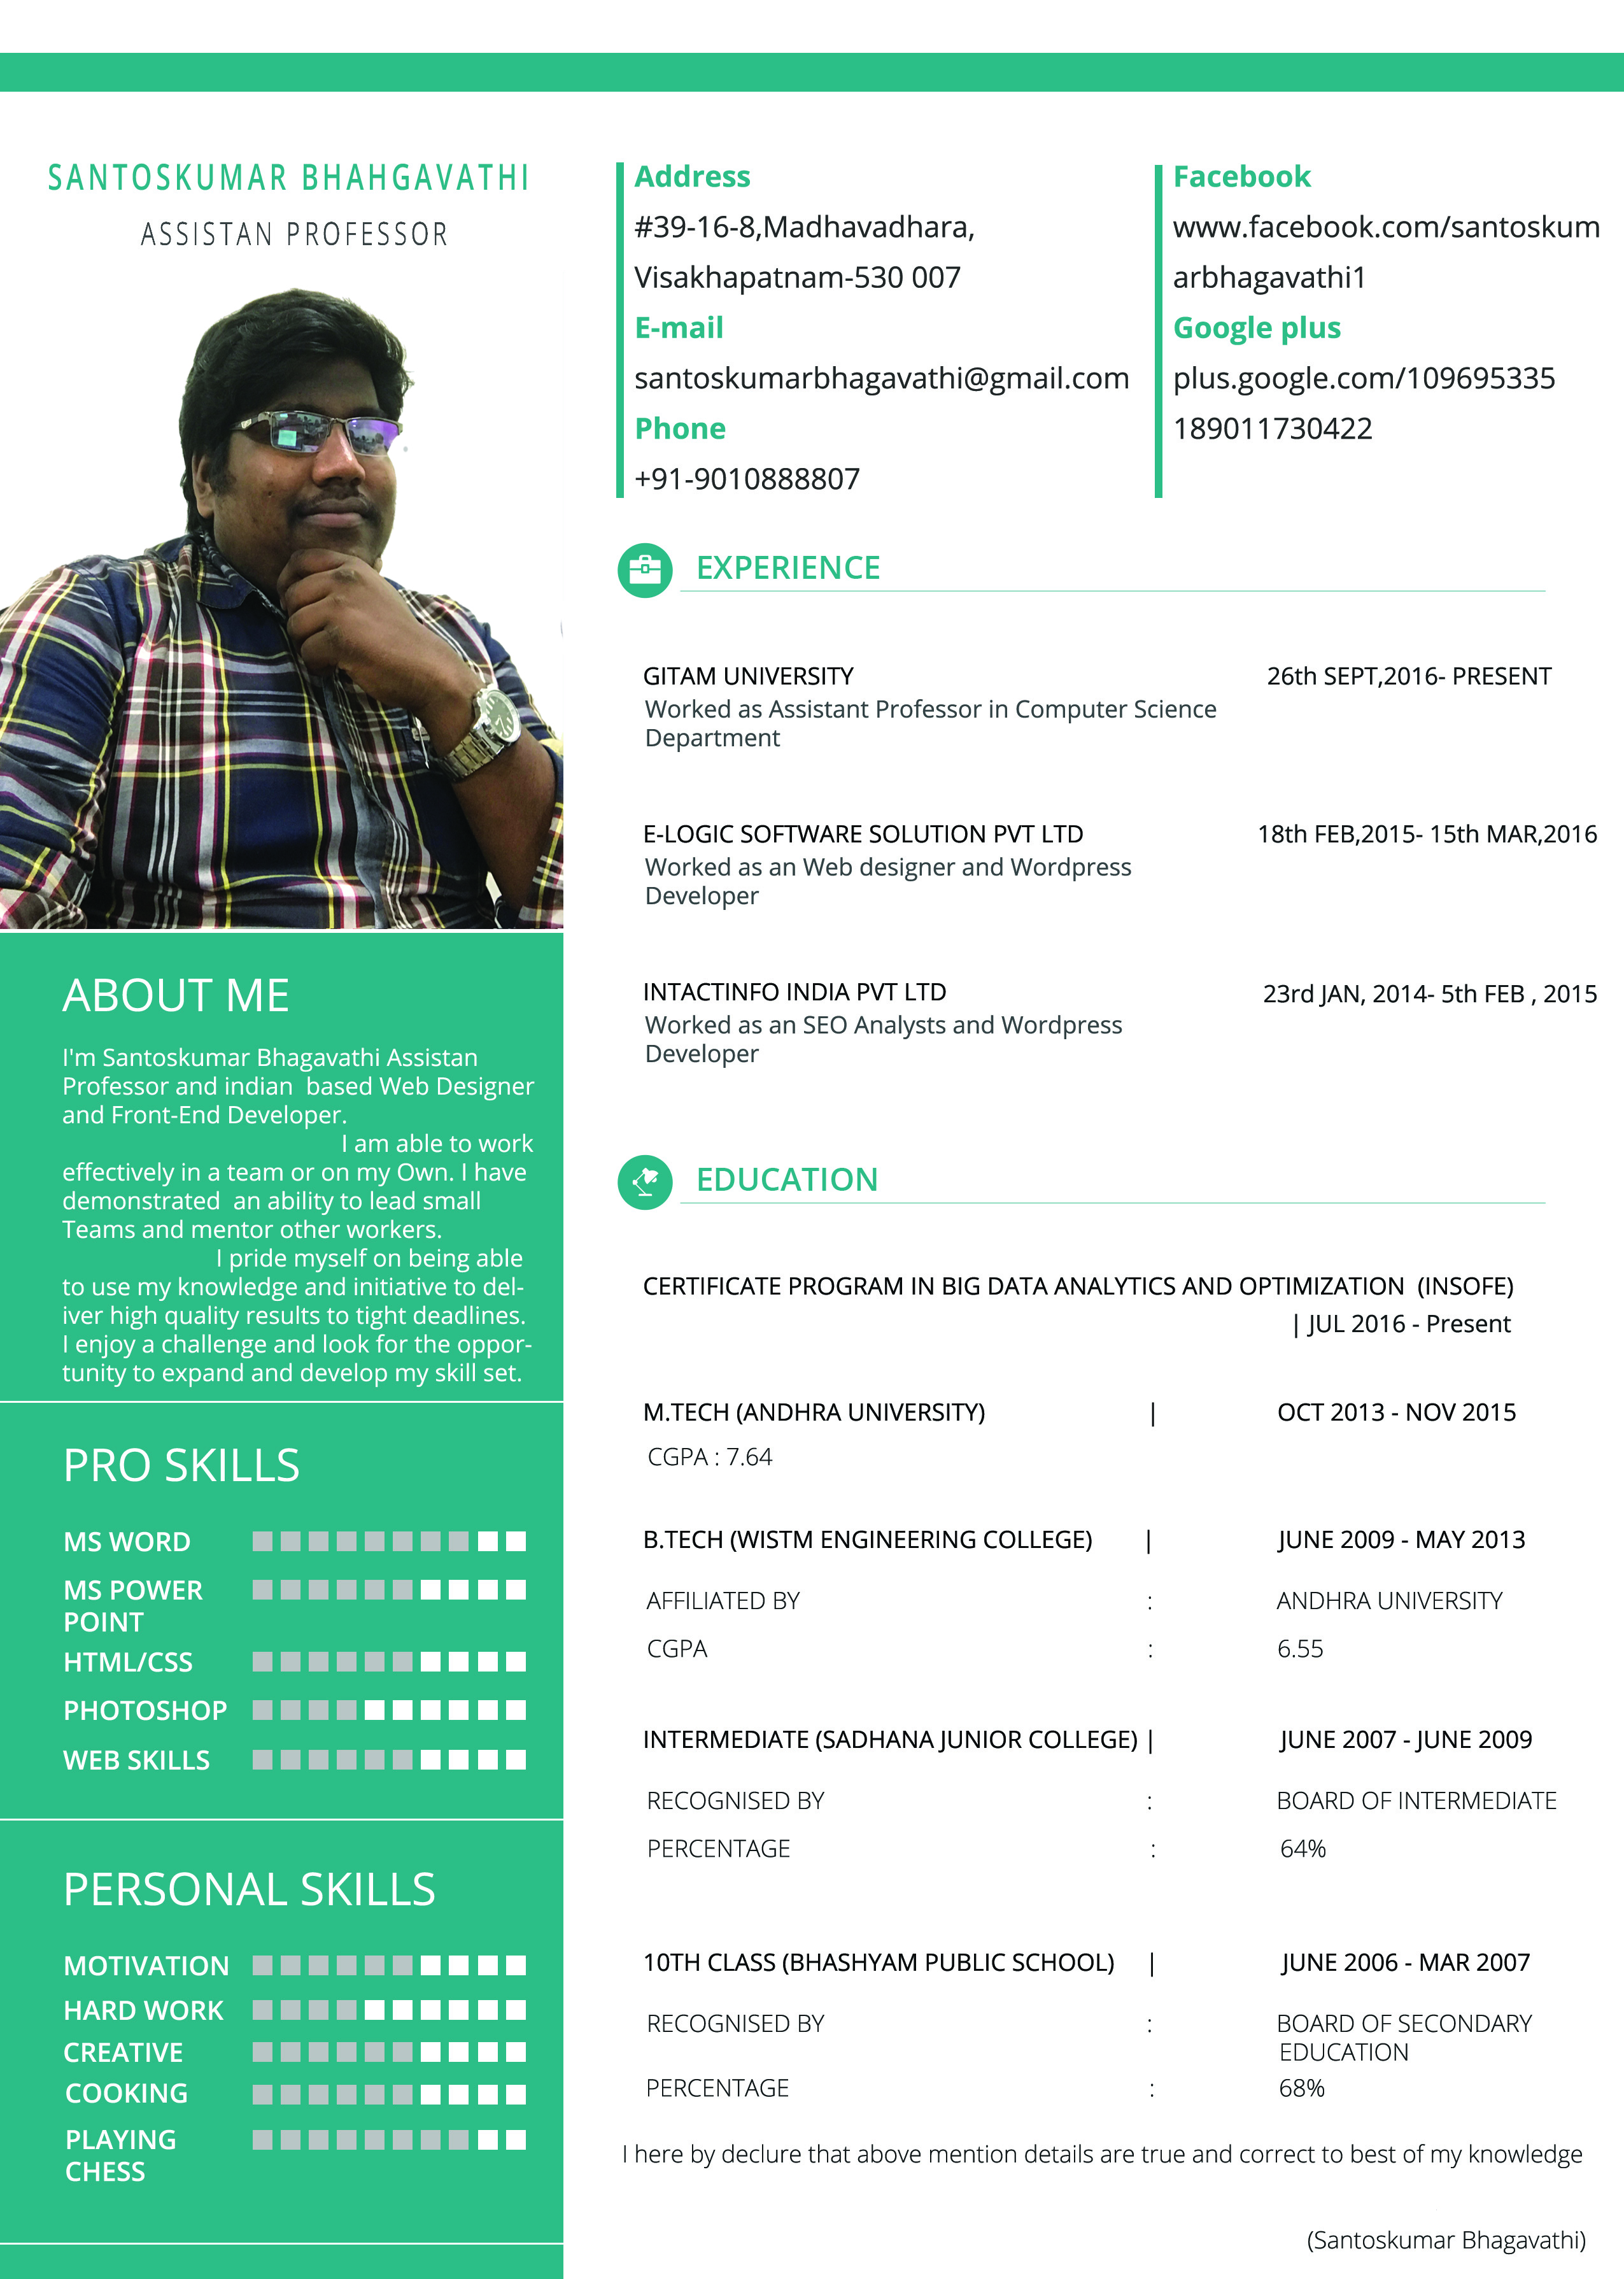 SANTOSKUMAR BHAHGAVATHI
ASSISTAN PROFESSOR
Address
#39-16-8,Madhavadhara,
Visakhapatnam-530 007
E-mail
santoskumarbhagavathi@gmail.com
Phone
+91-9010888807
Facebook
www.facebook.com/santoskum
arbhagavathi1
Google plus
plus.google.com/109695335
189011730422
ABOUT ME
I'm Santoskumar Bhagavathi Assistan
Professor and indian based Web Designer
and Front-End Developer.
I am able to work
effectively in a team or on my Own. I have
demonstrated an ability to lead small
Teams and mentor other workers.
I pride myself on being able
to use my knowledge and initiative to del-
iver high quality results to tight deadlines.
I enjoy a challenge and look for the oppor-
tunity to expand and develop my skill set.
PRO SKILLS
MS WORD
MS POWER
POINT
HTML/CSS
PHOTOSHOP
WEB SKILLS
PERSONAL SKILLS
MOTIVATION
HARD WORK
CREATIVE
COOKING
PLAYING
CHESS
EXPERIENCE
GITAM UNIVERSITY 26th SEPT,2016- PRESENT
Worked as Assistant Professor in Computer Science
Department
E-LOGIC SOFTWARE SOLUTION PVT LTD 18th FEB,2015- 15th MAR,2016
Worked as an Web designer and Wordpress
Developer
INTACTINFO INDIA PVT LTD 23rd JAN, 2014- 5th FEB , 2015
Worked as an SEO Analysts and Wordpress
Developer
EDUCATION
CERTIFICATE PROGRAM IN BIG DATA ANALYTICS AND OPTIMIZATION (INSOFE)
| JUL 2016 - Present
M.TECH (ANDHRA UNIVERSITY) | OCT 2013 - NOV 2015
CGPA : 7.64
B.TECH (WISTM ENGINEERING COLLEGE) | JUNE 2009 - MAY 2013
AFFILIATED BY : ANDHRA UNIVERSITY
CGPA : 6.55
INTERMEDIATE (SADHANA JUNIOR COLLEGE) | JUNE 2007 - JUNE 2009
RECOGNISED BY : BOARD OF INTERMEDIATE
PERCENTAGE : 64%
10TH CLASS (BHASHYAM PUBLIC SCHOOL) | JUNE 2006 - MAR 2007
RECOGNISED BY : BOARD OF SECONDARY
EDUCATION
PERCENTAGE : 68%
I here by declure that above mention details are true and correct to best of my knowledge
(Santoskumar Bhagavathi)